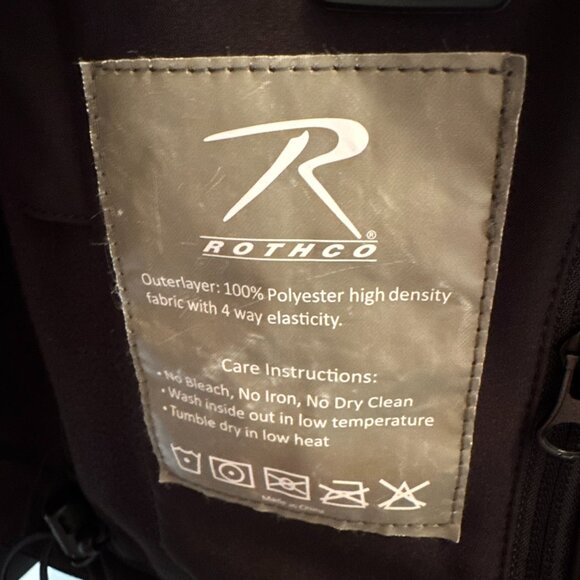 R
ROTHCO®
Outerlayer: 100% Polyester high density
fabric with 4 way elasticity.
Care Instructions:
• No Bleach, No Iron, No Dry Clean
• Wash inside out in low temperature
• Tumble dry in low heat
Made in China